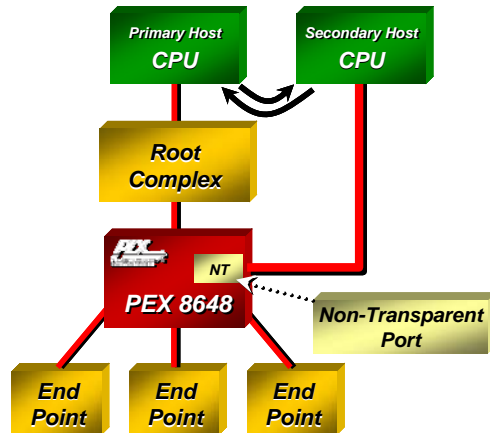 Primary Host
CPU
Secondary Host
CPU
Root
Complex
PLX
NT
PEX 8648
Non-Transparent
Port
End
Point
End
Point
End
Point